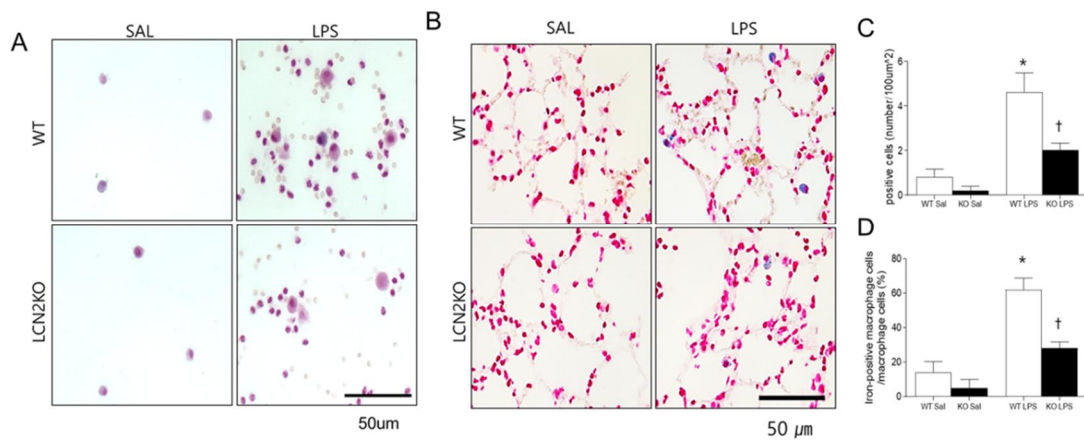 A
SAL
LPS
WT
LCN2KO
50um
B
SAL
LPS
WT
LCN2KO
50 ㎛
C
positive cells (number/100um^2)
6
4
2
0
*
†
WT Sal
KO Sal
WT LPS
KO LPS
D
Iron-positive macrophage cells
/macrophage cells (%)
80
60
40
20
0
*
†
WT Sal
KO Sal
WT LPS
KO LPS